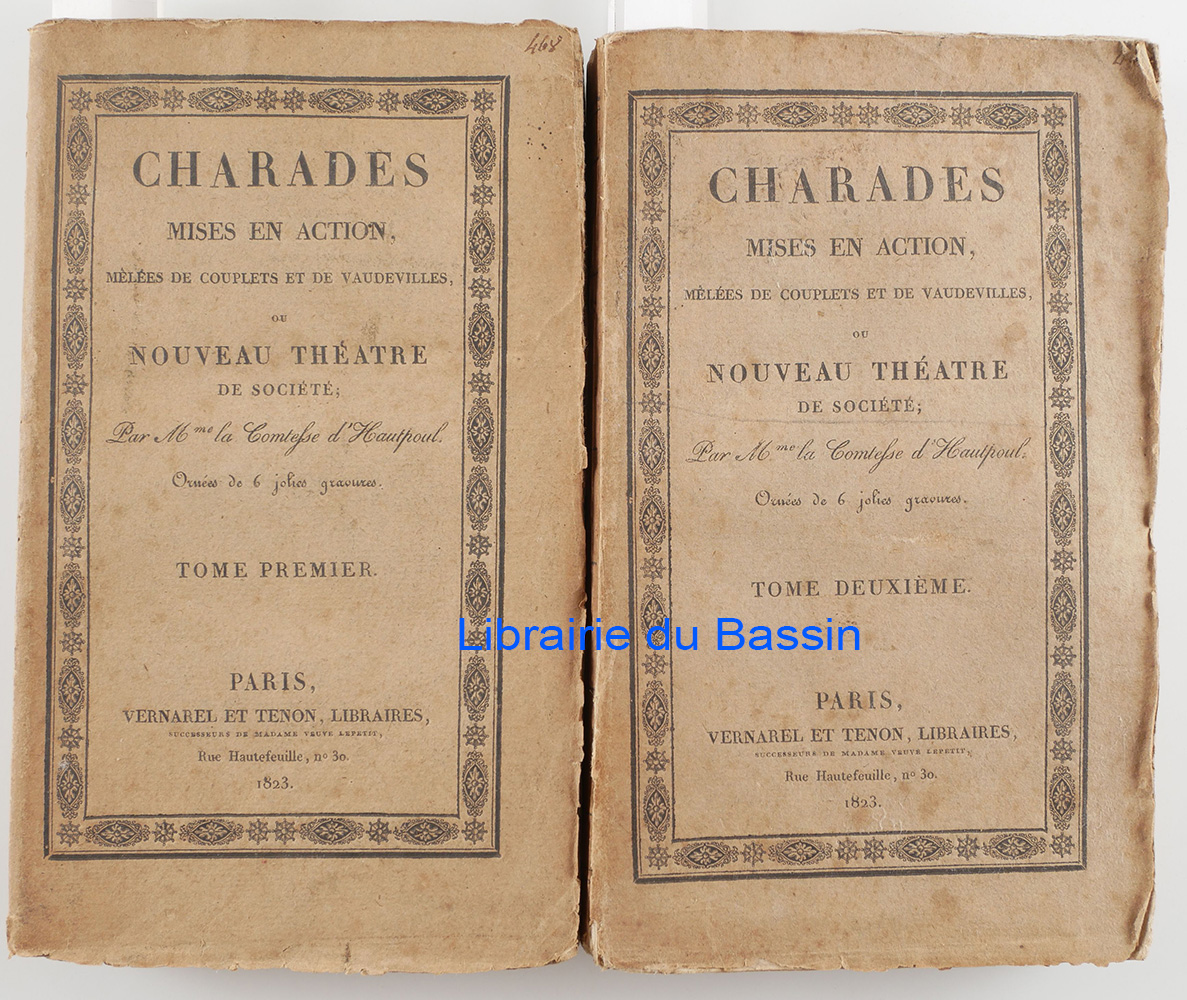 468
CHARADES
MISES EN ACTION,
MÊLÉES DE COUPLETS ET DE VAUDEVILLES,
OU
NOUVEAU THÉATRE
DE SOCIÉTÉ;
Par M.me la Comtesse d'Hautpoul.
Ornées de 6 jolies gravures.
TOME PREMIER.
PARIS,
VERNAREL ET TENON, LIBRAIRES,
SUCCESSEURS DE MADAME VEUVE LEPETIT,
Rue Hautefeuille, nº 30.
1823.
CHARADES
MISES EN ACTION,
MÊLÉES DE COUPLETS ET DE VAUDEVILLES,
OU
NOUVEAU THÉATRE
DE SOCIÉTÉ;
Par M.me la Comtesse d'Hautpoul.
Ornées de 6 jolies gravures.
TOME DEUXIÈME.
PARIS,
VERNAREL ET TENON, LIBRAIRES,
SUCCESSEURS DE MADAME VEUVE LEPETIT,
Rue Hautefeuille, nº 30.
1823.
Librairie du Bassin